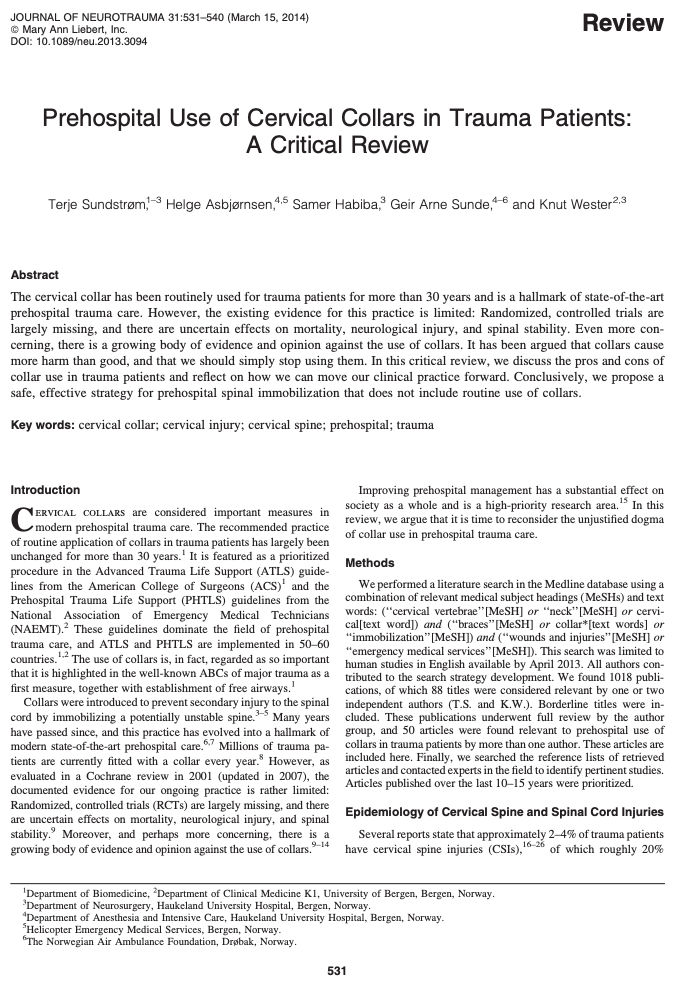 JOURNAL OF NEUROTRAUMA 31:531–540 (March 15, 2014)
© Mary Ann Liebert, Inc.
DOI: 10.1089/neu.2013.3094
Review
Prehospital Use of Cervical Collars in Trauma Patients:
A Critical Review
Terje Sundstrøm,1–3 Helge Asbjørnsen,4,5 Samer Habiba,3 Geir Arne Sunde,4–6 and Knut Wester2,3
Abstract
The cervical collar has been routinely used for trauma patients for more than 30 years and is a hallmark of state-of-the-art
prehospital trauma care. However, the existing evidence for this practice is limited: Randomized, controlled trials are
largely missing, and there are uncertain effects on mortality, neurological injury, and spinal stability. Even more con-
cerning, there is a growing body of evidence and opinion against the use of collars. It has been argued that collars cause
more harm than good, and that we should simply stop using them. In this critical review, we discuss the pros and cons of
collar use in trauma patients and reflect on how we can move our clinical practice forward. Conclusively, we propose a
safe, effective strategy for prehospital spinal immobilization that does not include routine use of collars.
Key words: cervical collar; cervical injury; cervical spine; prehospital; trauma
Introduction
CERVICAL COLLARS are considered important measures in
modern prehospital trauma care. The recommended practice
of routine application of collars in trauma patients has largely been
unchanged for more than 30 years.1 It is featured as a prioritized
procedure in the Advanced Trauma Life Support (ATLS) guide-
lines from the American College of Surgeons (ACS)1 and the
Prehospital Trauma Life Support (PHTLS) guidelines from the
National Association of Emergency Medical Technicians
(NAEMT).2 These guidelines dominate the field of prehospital
trauma care, and ATLS and PHTLS are implemented in 50–60
countries.1,2 The use of collars is, in fact, regarded as so important
that it is highlighted in the well-known ABCs of major trauma as a
first measure, together with establishment of free airways.1
Collars were introduced to prevent secondary injury to the spinal
cord by immobilizing a potentially unstable spine.3–5 Many years
have passed since, and this practice has evolved into a hallmark of
modern state-of-the-art prehospital care.6,7 Millions of trauma pa-
tients are currently fitted with a collar every year.8 However, as
evaluated in a Cochrane review in 2001 (updated in 2007), the
documented evidence for our ongoing practice is rather limited:
Randomized, controlled trials (RCTs) are largely missing, and there
are uncertain effects on mortality, neurological injury, and spinal
stability.9 Moreover, and perhaps more concerning, there is a
growing body of evidence and opinion against the use of collars.9–14
Improving prehospital management has a substantial effect on
society as a whole and is a high-priority research area.15 In this
review, we argue that it is time to reconsider the unjustified dogma
of collar use in prehospital trauma care.
Methods
We performed a literature search in the Medline database using a
combination of relevant medical subject headings (MeSHs) and text
words: (‘‘cervical vertebrae’’[MeSH] or ‘‘neck’’[MeSH] or cervi-
cal[text word]) and (‘‘braces’’[MeSH] or collar*[text words] or
‘‘immobilization’’[MeSH]) and (‘‘wounds and injuries’’[MeSH] or
‘‘emergency medical services’’[MeSH]). This search was limited to
human studies in English available by April 2013. All authors con-
tributed to the search strategy development. We found 1018 publi-
cations, of which 88 titles were considered relevant by one or two
independent authors (T.S. and K.W.). Borderline titles were in-
cluded. These publications underwent full review by the author
group, and 50 articles were found relevant to prehospital use of
collars in trauma patients by more than one author. These articles are
included here. Finally, we searched the reference lists of retrieved
articles and contacted experts in the field to identify pertinent studies.
Articles published over the last 10–15 years were prioritized.
Epidemiology of Cervical Spine and Spinal Cord Injuries
Several reports state that approximately 2–4% of trauma patients
have cervical spine injuries (CSIs),16–26 of which roughly 20%
1Department of Biomedicine, 2Department of Clinical Medicine K1, University of Bergen, Bergen, Norway.
3Department of Neurosurgery, Haukeland University Hospital, Bergen, Norway.
4Department of Anesthesia and Intensive Care, Haukeland University Hospital, Bergen, Norway.
5Helicopter Emergency Medical Services, Bergen, Norway.
6The Norwegian Air Ambulance Foundation, Drøbak, Norway.
531